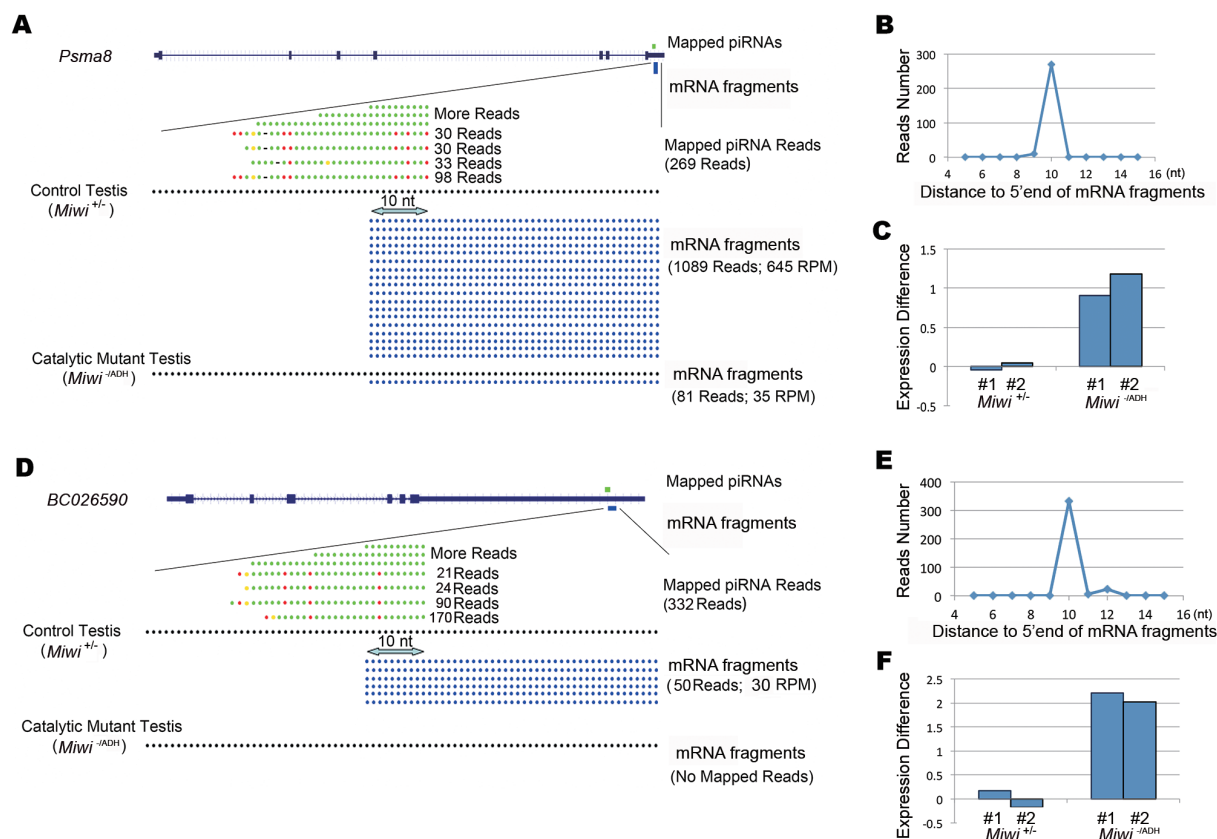 A
Psma8
Mapped piRNAs
mRNA fragments
More Reads
30 Reads
30 Reads
33 Reads
98 Reads
Mapped piRNA Reads
(269 Reads)
Control Testis
(Miwi +/-)
10 nt
mRNA fragments
(1089 Reads; 645 RPM)
Catalytic Mutant Testis
(Miwi -/ADH)
mRNA fragments
(81 Reads; 35 RPM)
B
Reads Number
300
200
100
0
4 6 8 10 12 14 16 (nt)
Distance to 5'end of mRNA fragments
C
Expression Difference
1.5
1
0.5
0
-0.5
#1 #2 #1 #2
Miwi +/- Miwi -/ADH
D
BC026590
Mapped piRNAs
mRNA fragments
More Reads
21Reads
24Reads
90Reads
170Reads
Mapped piRNA Reads
(332 Reads)
Control Testis
(Miwi +/-)
10 nt
mRNA fragments
(50Reads; 30 RPM)
Catalytic Mutant Testis
(Miwi -/ADH)
mRNA fragments
(No Mapped Reads)
E
Reads Number
400
300
200
100
0
4 6 8 10 12 14 16 (nt)
Distance to 5'end of mRNA fragments
F
Expression Difference
2.5
2
1.5
1
0.5
0
-0.5
#1 #2 #1 #2
Miwi +/- Miwi -/ADH